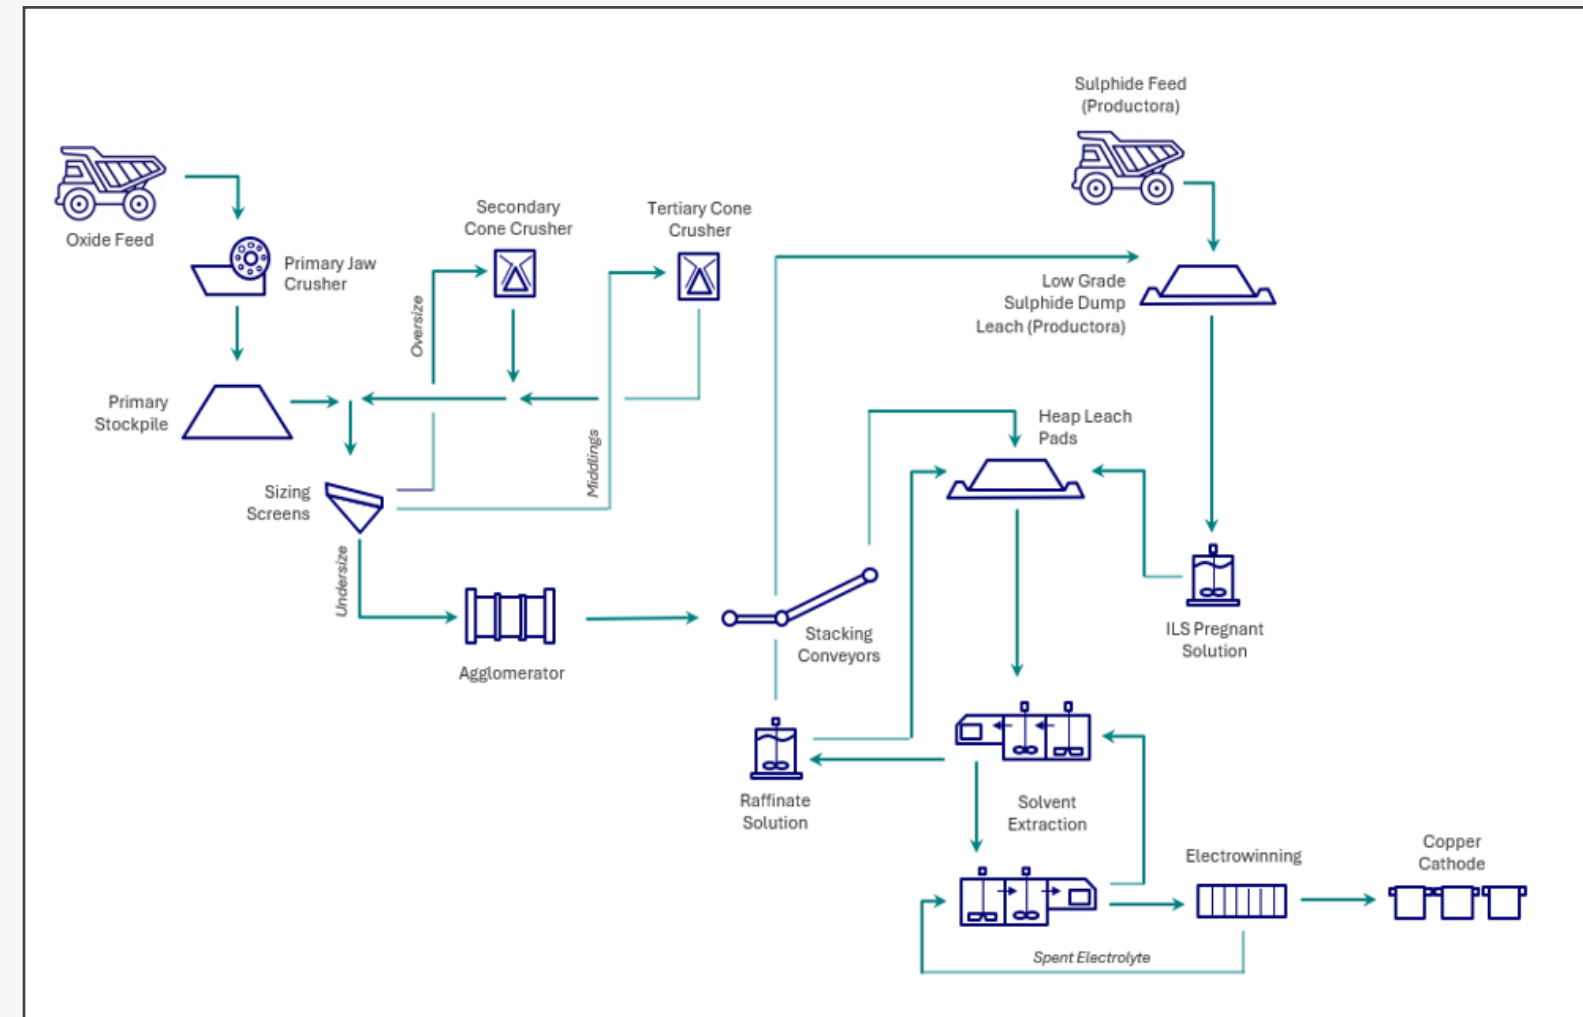 Sulphide Feed
(Productora)
Oxide Feed
Primary Jaw
Crusher
Secondary
Cone Crusher
Tertiary Cone
Crusher
Oversize
Low Grade
Sulphide Dump
Leach (Productora)
Primary
Stockpile
Middlings
Heap Leach
Pads
Sizing
Screens
Undersize
Agglomerator
Stacking
Conveyors
ILS Pregnant
Solution
Raffinate
Solution
Solvent
Extraction
Electrowinning
Copper
Cathode
Spent Electrolyte